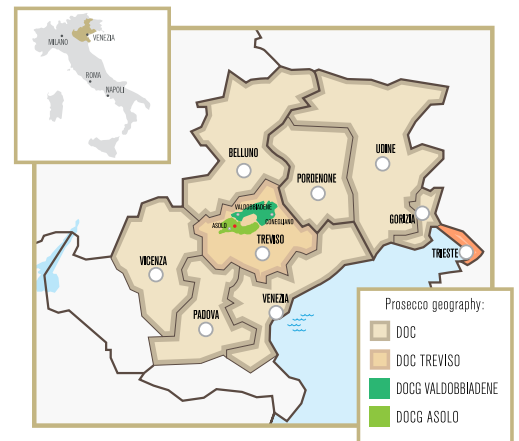 MILANO
VENEZIA
ROMA
NAPOLI
BELLUNO
UDINE
PORDENONE
VALDOBBIADENE
CONEGLIANO
ASOLO
GORIZIA
TREVISO
TRIESTE
VICENZA
VENEZIA
PADOVA
Prosecco geography:
DOC
DOC TREVISO
DOCG VALDOBBIADENE
DOCG ASOLO